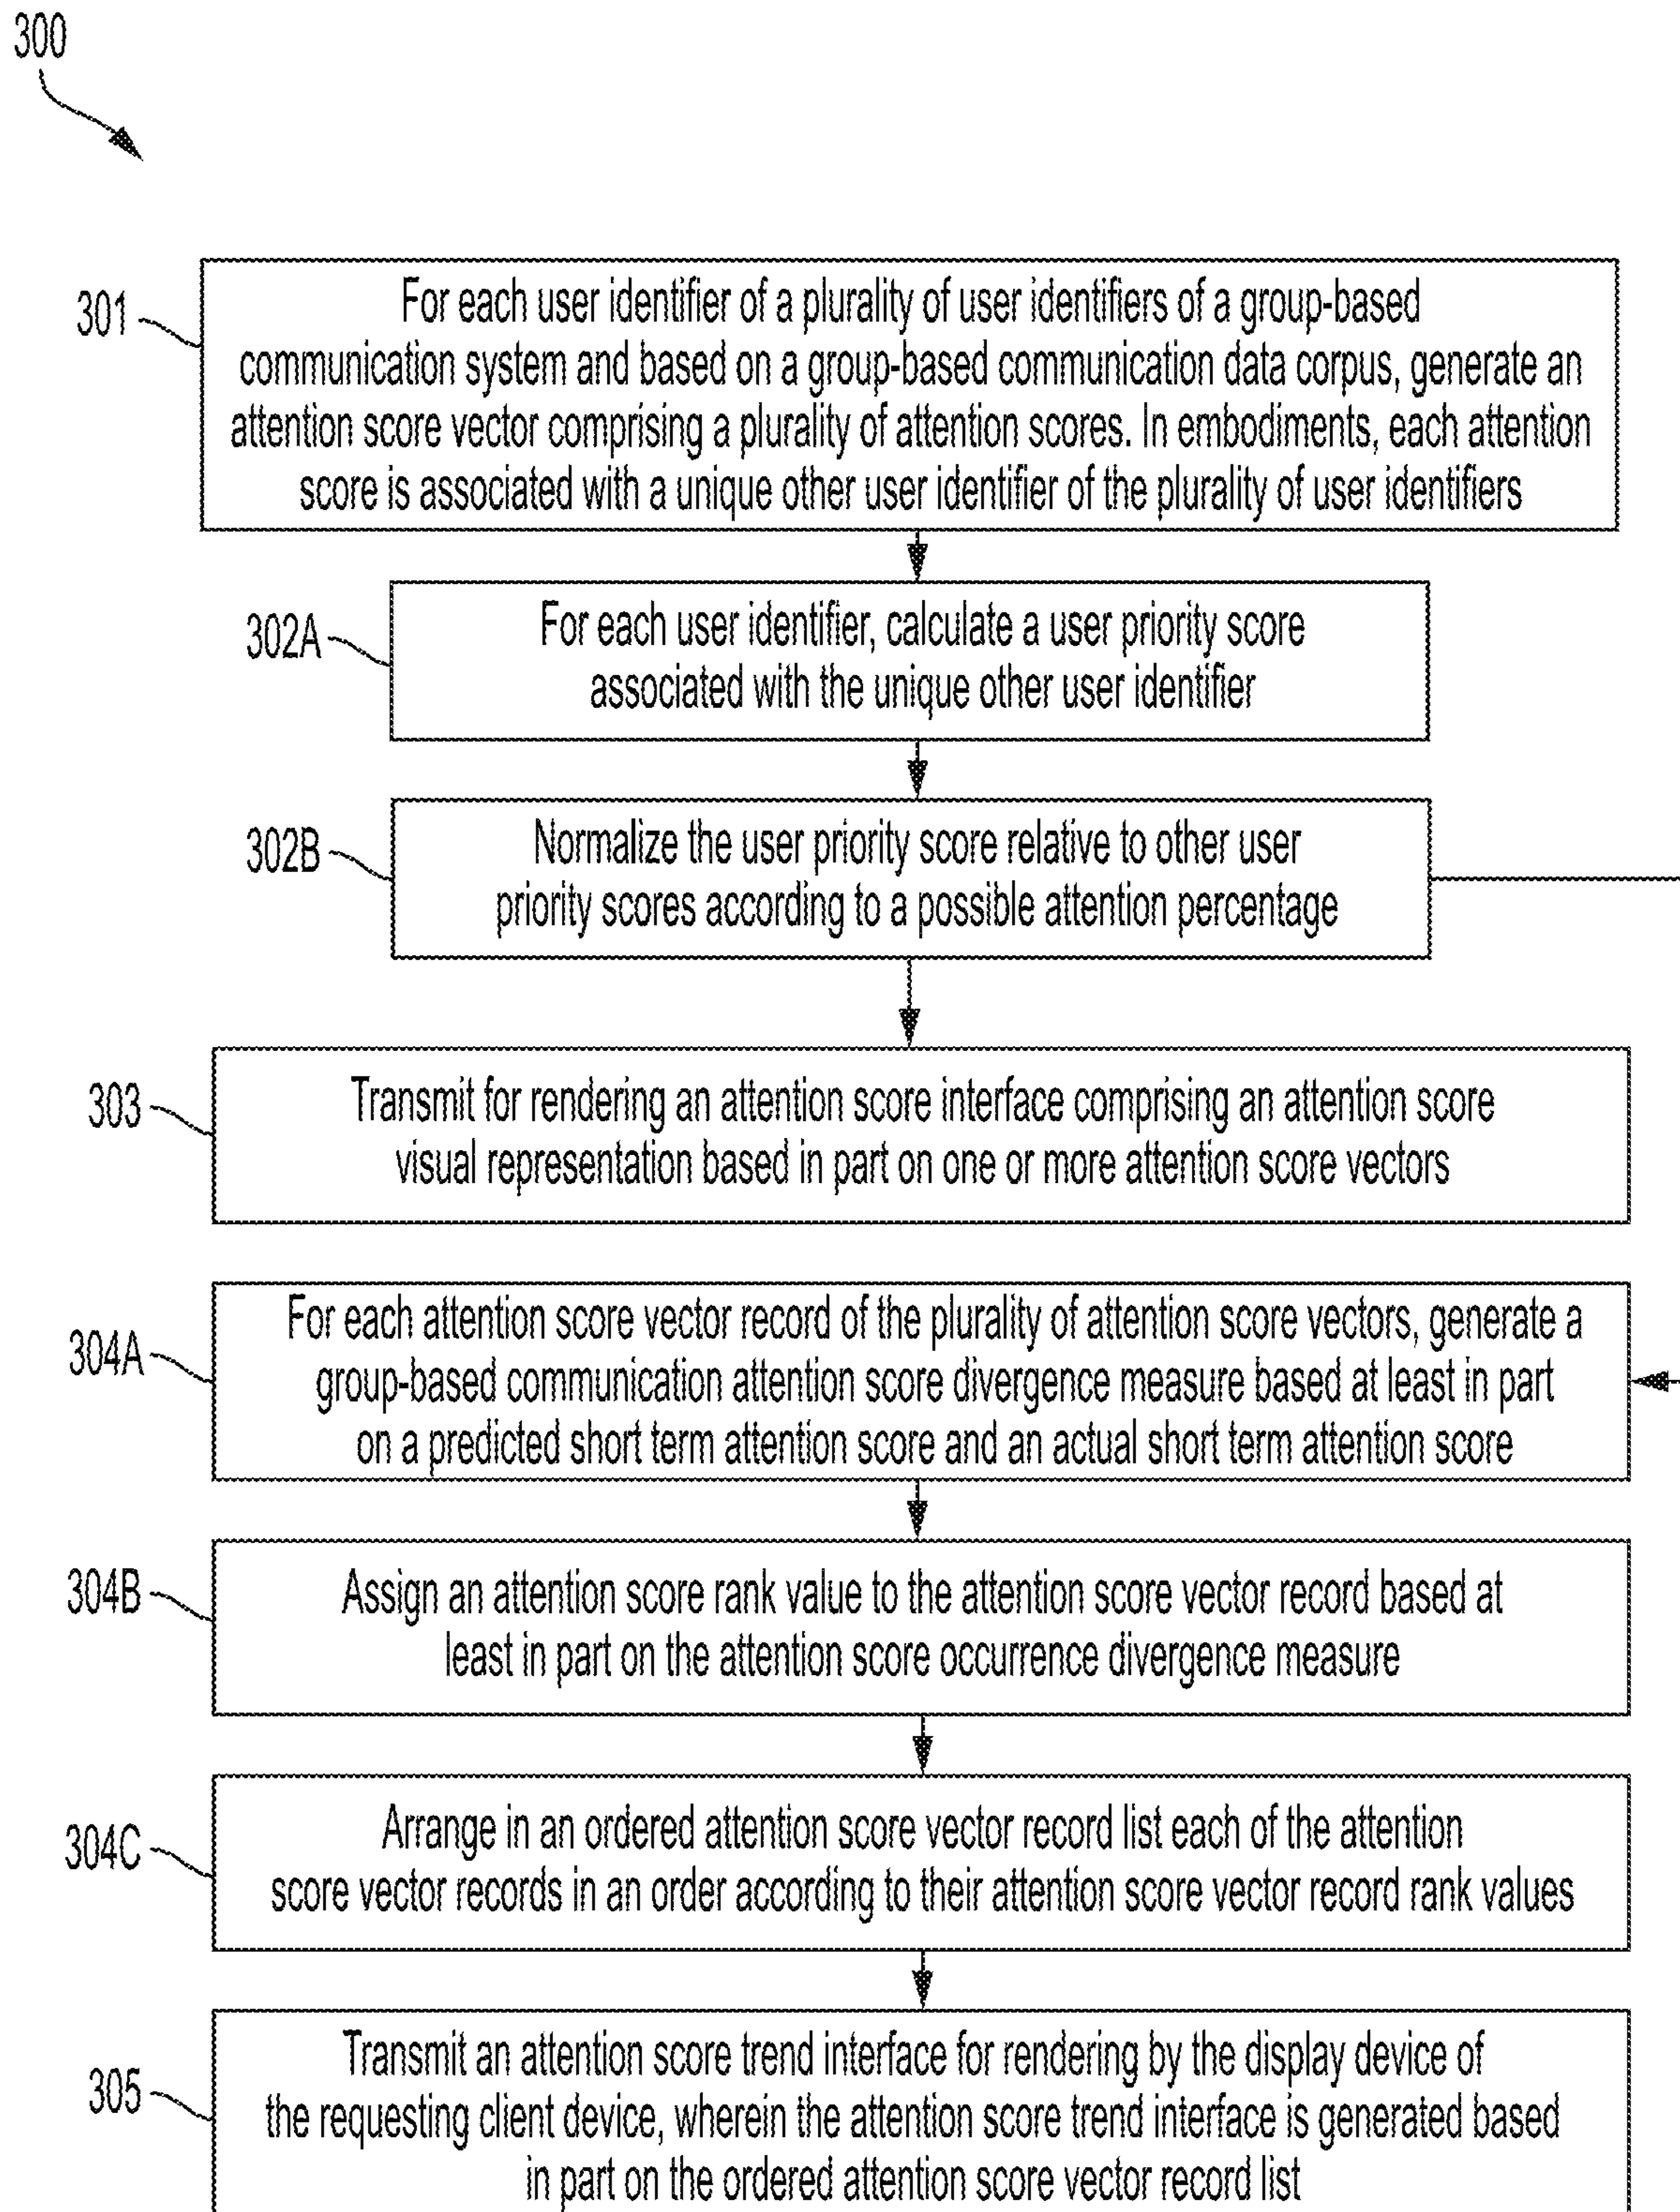 300
301
For each user identifier of a plurality of user identifiers of a group-based
communication system and based on a group-based communication data corpus, generate an
attention score vector comprising a plurality of attention scores. In embodiments, each attention
score is associated with a unique other user identifier of the plurality of user identifiers
302A
For each user identifier, calculate a user priority score
associated with the unique other user identifier
302B
Normalize the user priority score relative to other user
priority scores according to a possible attention percentage
303
Transmit for rendering an attention score interface comprising an attention score
visual representation based in part on one or more attention score vectors
304A
For each attention score vector record of the plurality of attention score vectors, generate a
group-based communication attention score divergence measure based at least in part
on a predicted short term attention score and an actual short term attention score
304B
Assign an attention score rank value to the attention score vector record based at
least in part on the attention score occurrence divergence measure
304C
Arrange in an ordered attention score vector record list each of the attention
score vector records in an order according to their attention score vector record rank values
305
Transmit an attention score trend interface for rendering by the display device of
the requesting client device, wherein the attention score trend interface is generated based
in part on the ordered attention score vector record list